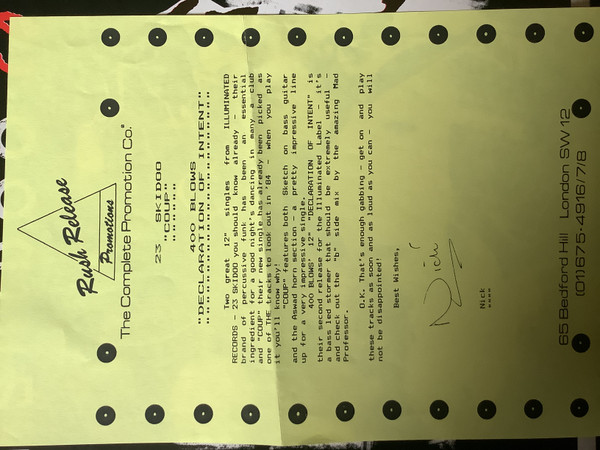 Rush Release
Promotions
The Complete Promotion Co.
23 SKIDOO
"COUP"
""""""
400 BLOWS
"DECLARATION OF INTENT"
"""""""""""""""""""""""
Two great 12" singles from ILLUMINATED
RECORDS - 23 SKIDOO you should know already - their
brand of percussive funk has been an essential
ingredient for a good night's dancing in many a club
and "COUP" their new single has already been picked as
one of THE tracks to look out in '84 - when you play
it you'll know why!
"COUP" features both Sketch on bass guitar
and the Aswad horn section - a pretty impressive line
up for a very impressive single.
400 BLOWS' 12" "DECLARATION OF INTENT" is
their second release for the Illuminated Label - it's
a bass led stormer that should be extremely useful -
and check out the 'b' side mix by the amazing Mad
Professor.
O.K. That's enough gabbing - get on and play
these tracks as soon and as loud as you can - you will
not be disappointed!
Best Wishes,
Nick
Nick
""""
65 Bedford Hill London SW12
(01)675-4916/7/8